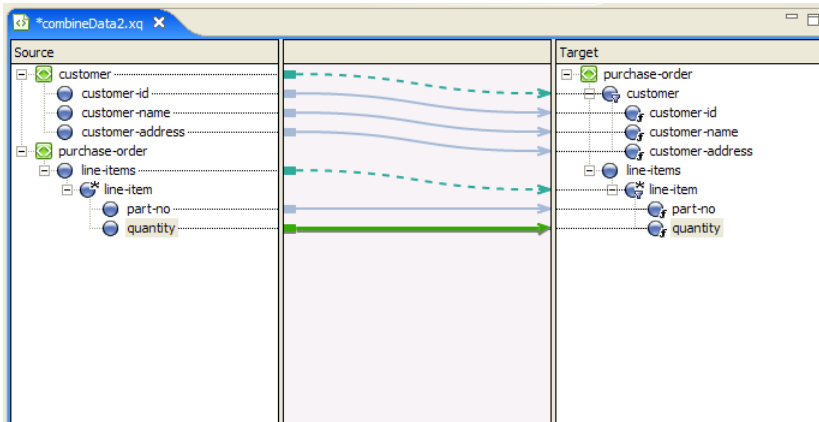 *combineData2.xq
Source
customer
customer-id
customer-name
customer-address
purchase-order
line-items
line-item
part-no
quantity
Target
purchase-order
customer
customer-id
customer-name
customer-address
line-items
line-item
part-no
quantity